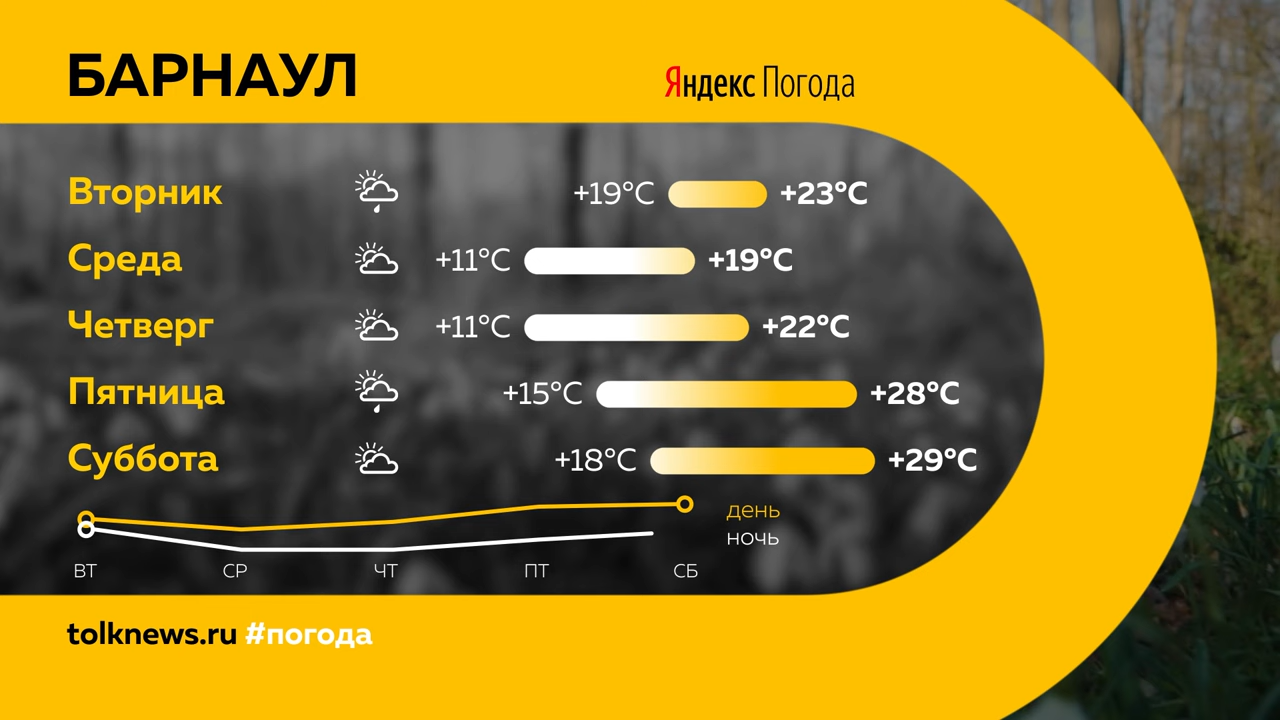 БАРНАУЛ
Яндекс Погода
Вторник +19°C +23°C
Среда +11°C +19°C
Четверг +11°C +22°C
Пятница +15°C +28°C
Суббота +18°C +29°C
день
ночь
ВТ СР ЧТ ПТ СБ
tolknews.ru #погода